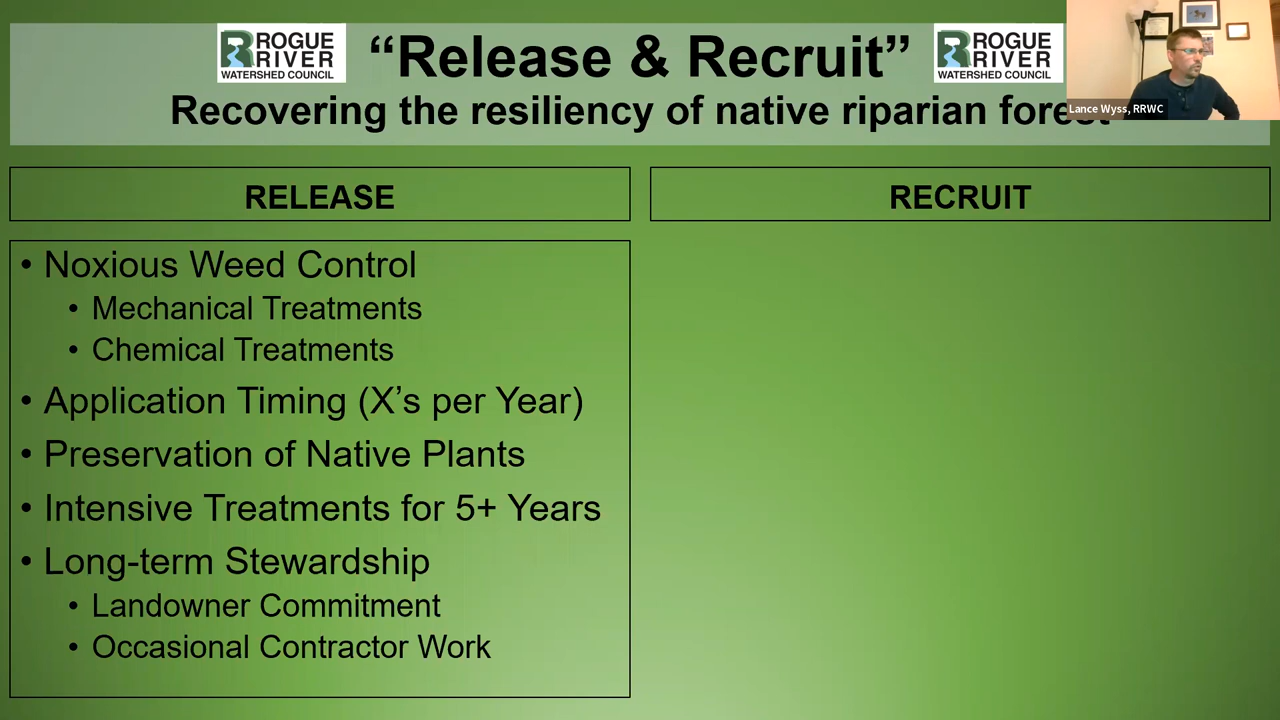 ROGUE
RIVER
WATERSHED COUNCIL
“Release & Recruit”
ROGUE
RIVER
WATERSHED COUNCIL
Recovering the resiliency of native riparian forest
Lance Wyss, RRWC
RELEASE
RECRUIT
• Noxious Weed Control
• Mechanical Treatments
• Chemical Treatments
• Application Timing (X’s per Year)
• Preservation of Native Plants
• Intensive Treatments for 5+ Years
• Long-term Stewardship
• Landowner Commitment
• Occasional Contractor Work